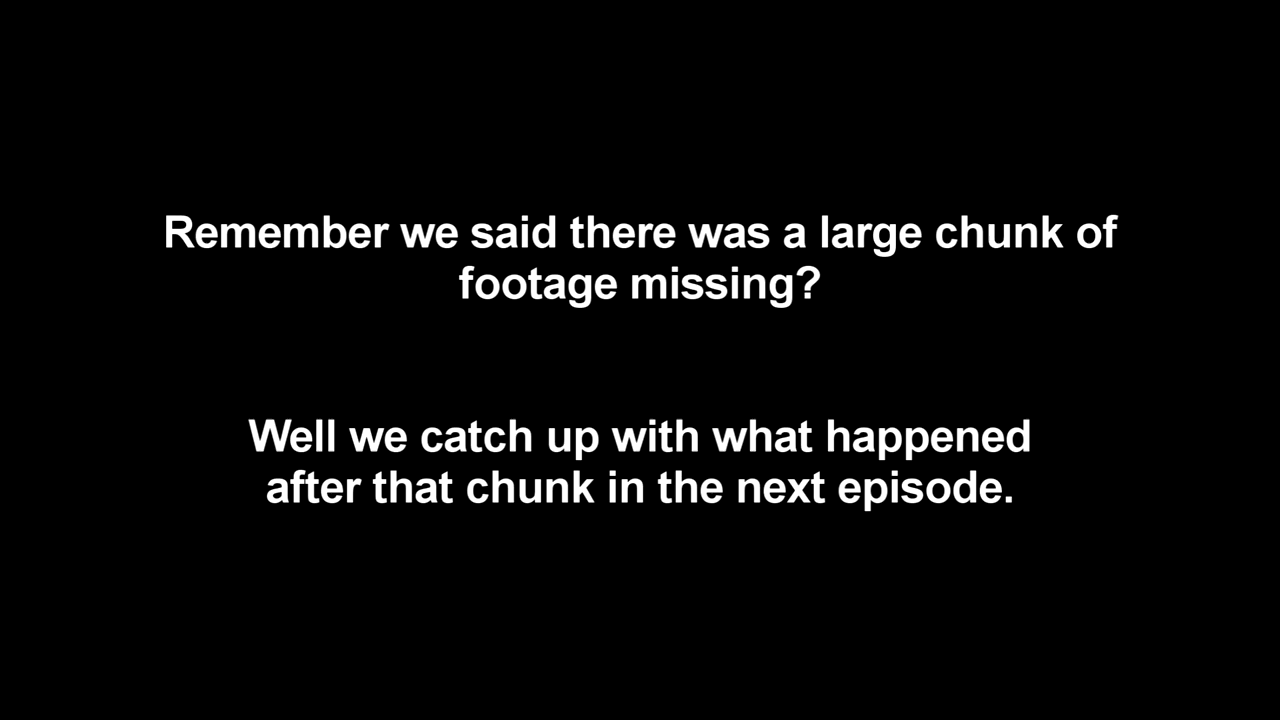 Remember we said there was a large chunk of
footage missing?
Well we catch up with what happened
after that chunk in the next episode.